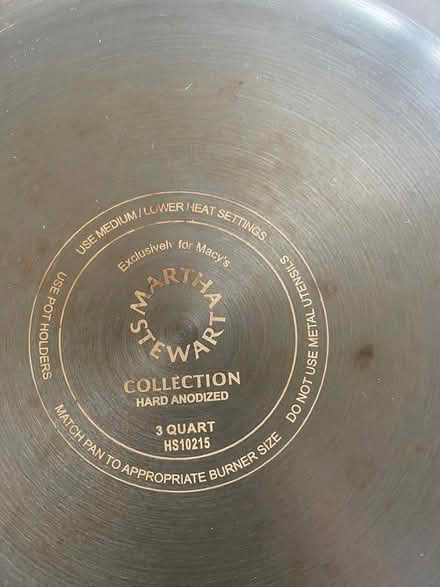 USE MEDIUM / LOWER HEAT SETTINGS
DO NOT USE METAL UTENSILS
MATCH PAN TO APPROPRIATE BURNER SIZE
USE POT HOLDERS
Exclusively for Macy's
MARTHA
STEWART
COLLECTION
HARD ANODIZED
3 QUART
HS10215